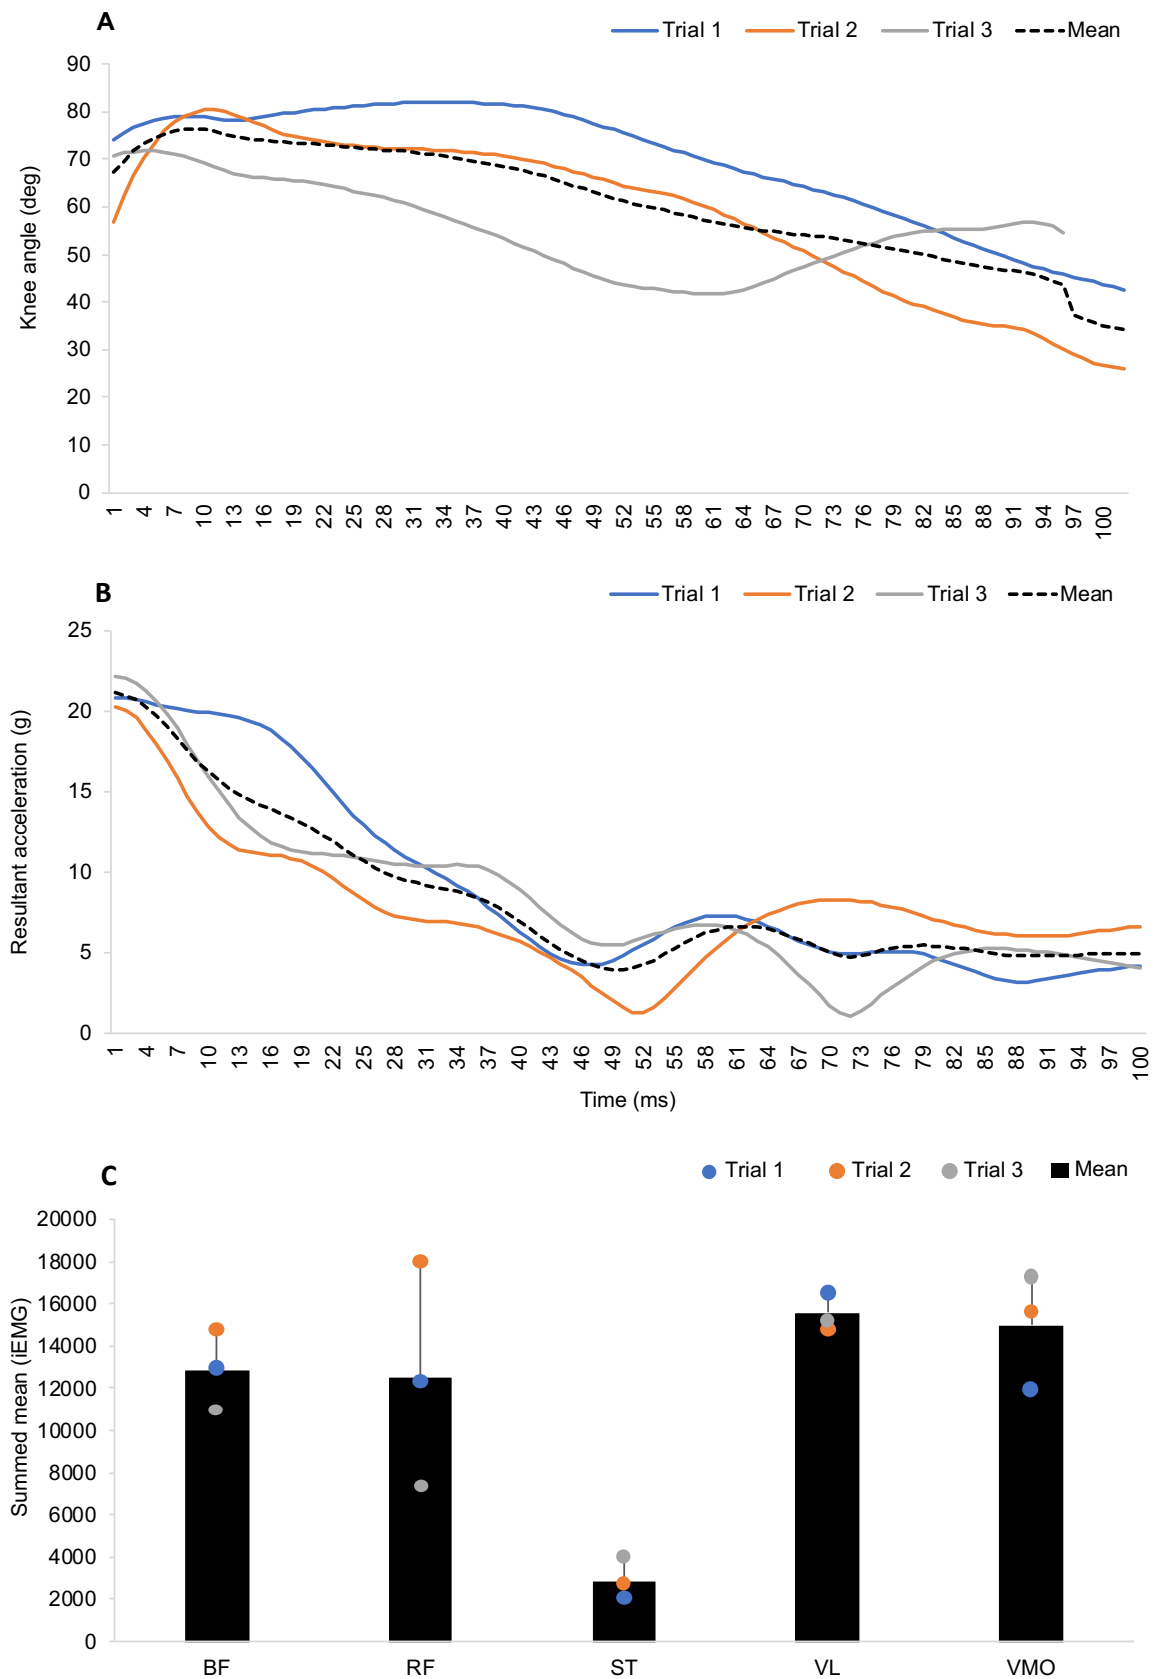 A
Trial 1 Trial 2 Trial 3 Mean
Knee angle (deg)
90
80
70
60
50
40
30
20
10
0
1 4 7 10 13 16 19 22 25 28 31 34 37 40 43 46 49 52 55 58 61 64 67 70 73 76 79 82 85 88 91 94 97 100
B
Trial 1 Trial 2 Trial 3 Mean
Resultant acceleration (g)
25
20
15
10
5
0
1 4 7 10 13 16 19 22 25 28 31 34 37 40 43 46 49 52 55 58 61 64 67 70 73 76 79 82 85 88 91 94 97 100
Time (ms)
C
Trial 1 Trial 2 Trial 3 Mean
Summed mean (iEMG)
20000
18000
16000
14000
12000
10000
8000
6000
4000
2000
0
BF RF ST VL VMO